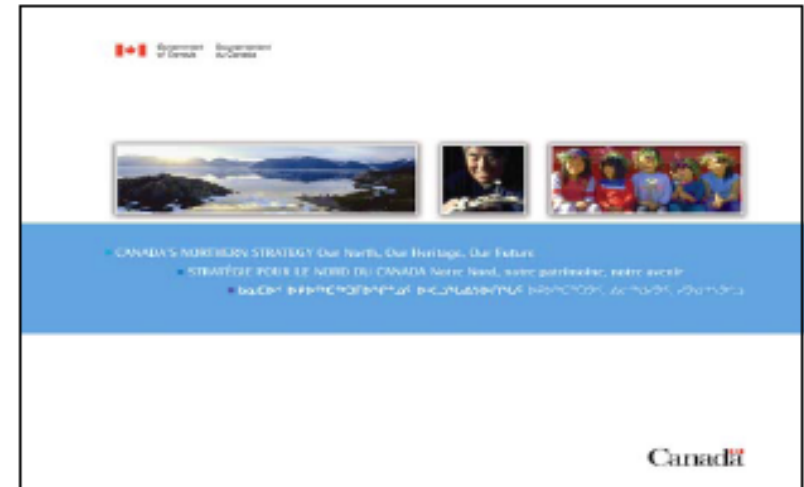 Government Gouvernement
of Canada du Canada
CANADA'S NORTHERN STRATEGY Our North, Our Heritage, Our Future
STRATÉGIE POUR LE NORD DU CANADA Notre Nord, notre patrimoine, notre avenir
Canada